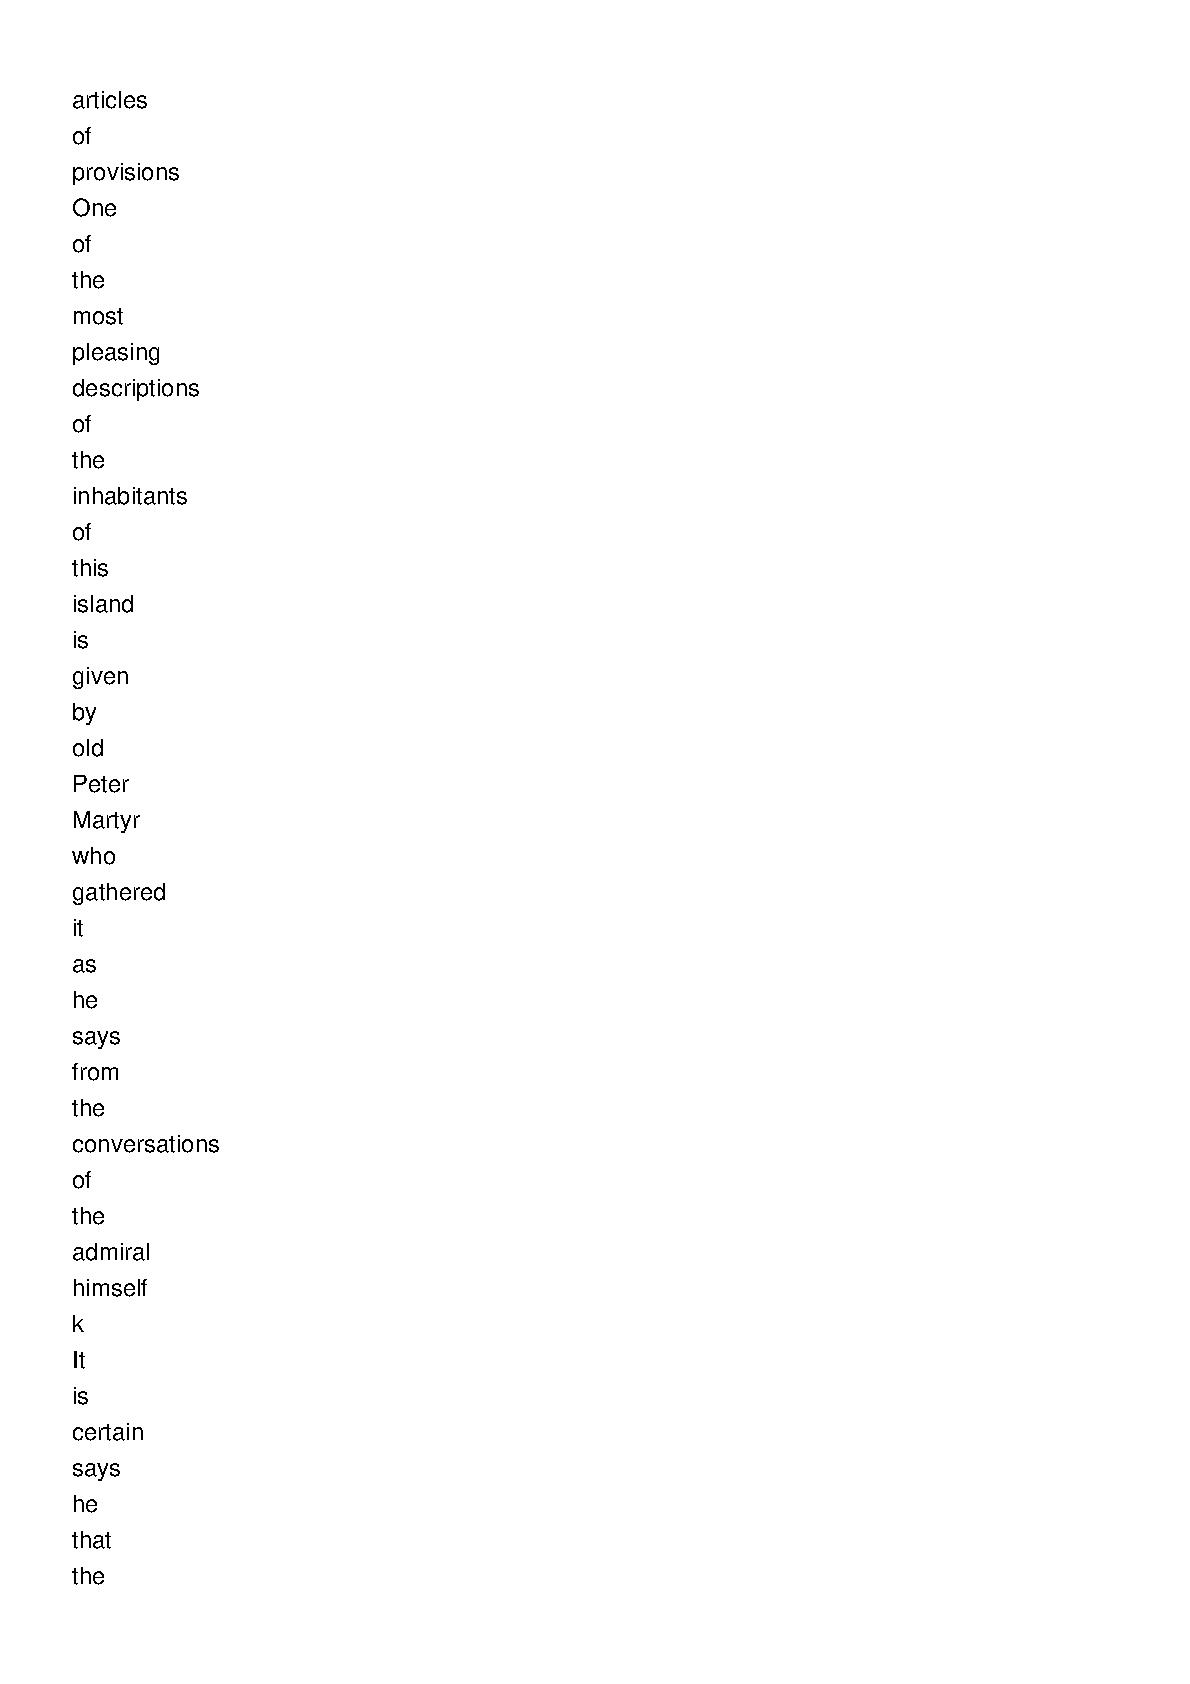 articles
of
provisions
One
of
the
most
pleasing
descriptions
of
the
inhabitants
of
this
island
is
given
by
old
Peter
Martyr
who
gathered
it
as
he
says
from
the
conversations
of
the
admiral
himself
k
It
is
certain
says
he
that
the